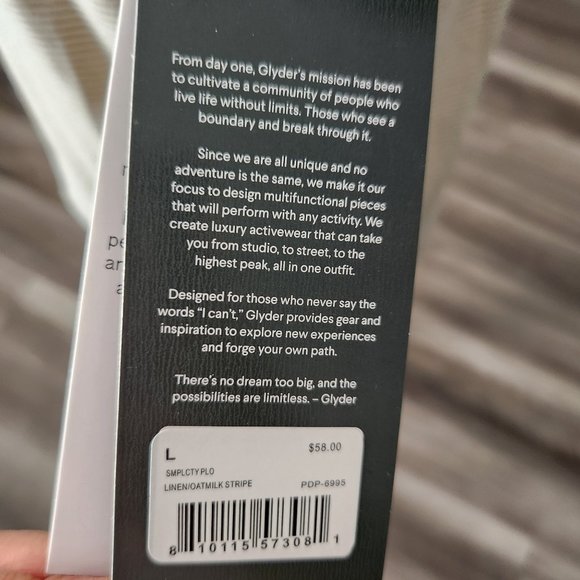 From day one, Glyder's mission has been
to cultivate a community of people who
live life without limits. Those who see a
boundary and break through it.
Since we are all unique and no
adventure is the same, we make it our
focus to design multifunctional pieces
that will perform with any activity. We
create luxury activewear that can take
you from studio, to street, to the
highest peak, all in one outfit.
Designed for those who never say the
words "I can't," Glyder provides gear and
inspiration to explore new experiences
and forge your own path.
There's no dream too big, and the
possibilities are limitless. – Glyder
L $58.00
SMPLCTY PLO
LINEN/OATMILK STRIPE PDP-6995
8 10115 57308 1